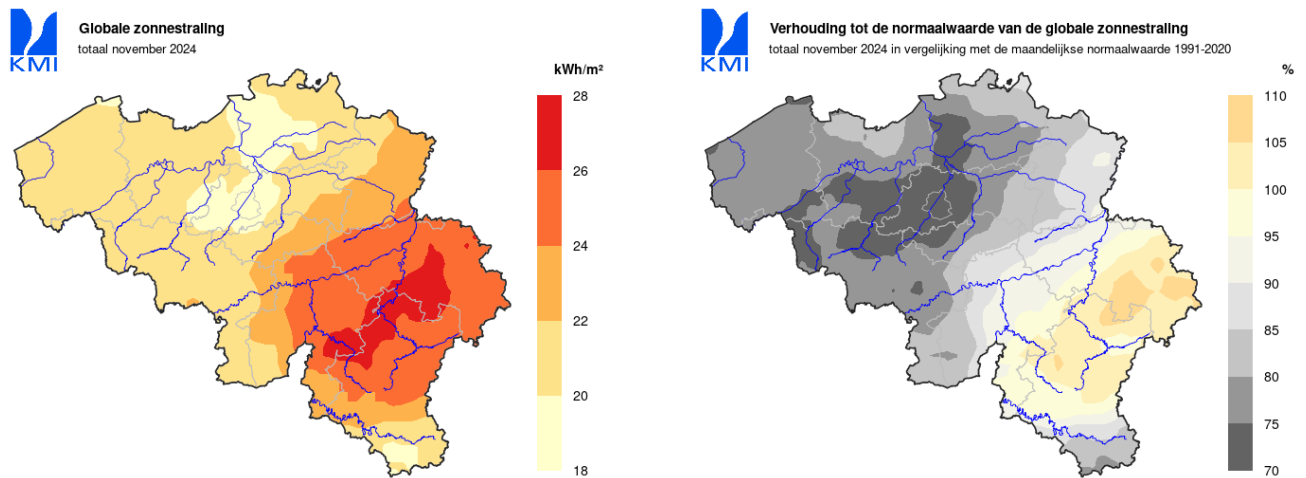 KMI
Globale zonnestraling
totaal november 2024
kWh/m²
28
26
24
22
20
18
KMI
Verhouding tot de normaalwaarde van de globale zonnestraling
totaal november 2024 in vergelijking met de maandelijkse normaalwaarde 1991-2020
%
110
105
100
95
90
85
80
75
70